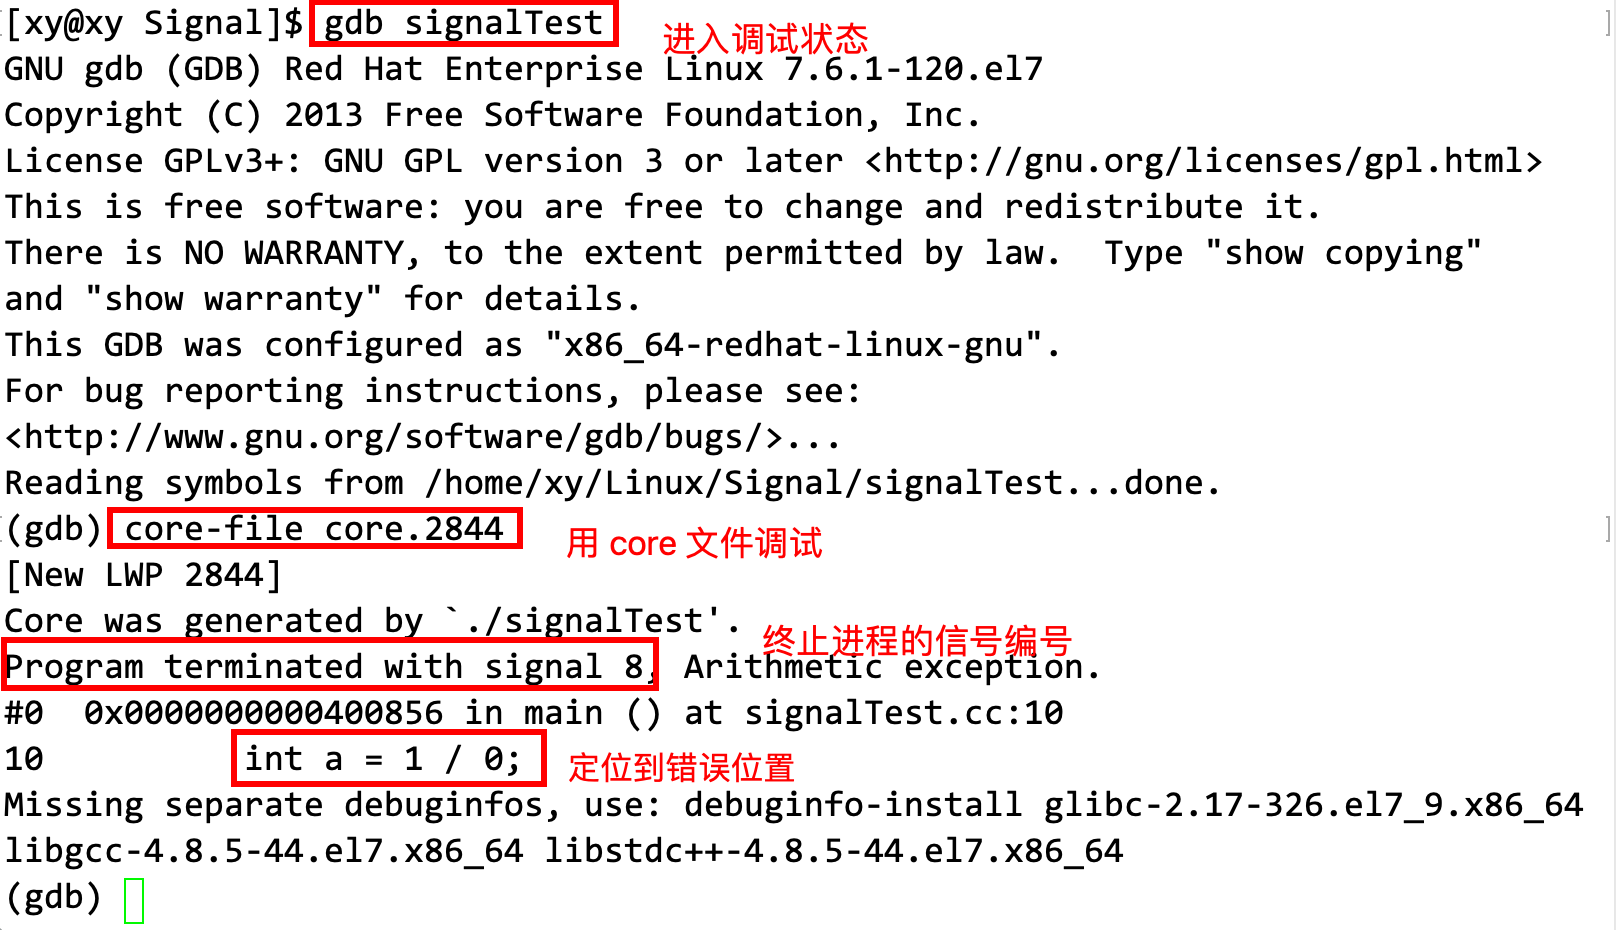 [xy@xy Signal]$ gdb signalTest
进入调试状态
GNU gdb (GDB) Red Hat Enterprise Linux 7.6.1-120.el7
Copyright (C) 2013 Free Software Foundation, Inc.
License GPLv3+: GNU GPL version 3 or later <http://gnu.org/licenses/gpl.html>
This is free software: you are free to change and redistribute it.
There is NO WARRANTY, to the extent permitted by law.  Type "show copying"
and "show warranty" for details.
This GDB was configured as "x86_64-redhat-linux-gnu".
For bug reporting instructions, please see:
<http://www.gnu.org/software/gdb/bugs/>...
Reading symbols from /home/xy/Linux/Signal/signalTest...done.
(gdb) core-file core.2844
用 core 文件调试
[New LWP 2844]
Core was generated by `./signalTest'.
终止进程的信号编号
Program terminated with signal 8, Arithmetic exception.
#0  0x0000000000400856 in main () at signalTest.cc:10
10          int a = 1 / 0;
定位到错误位置
Missing separate debuginfos, use: debuginfo-install glibc-2.17-326.el7_9.x86_64
libgcc-4.8.5-44.el7.x86_64 libstdc++-4.8.5-44.el7.x86_64
(gdb)